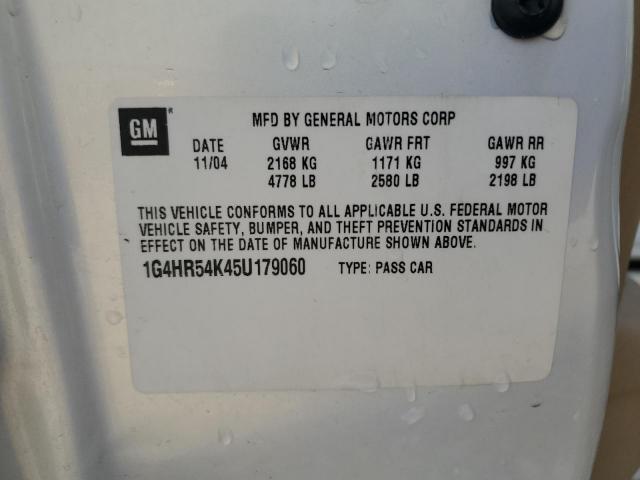 GM®
MFD BY GENERAL MOTORS CORP
DATE GVWR GAWR FRT GAWR RR
11/04 2168 KG 1171 KG 997 KG
4778 LB 2580 LB 2198 LB
THIS VEHICLE CONFORMS TO ALL APPLICABLE U.S. FEDERAL MOTOR
VEHICLE SAFETY, BUMPER, AND THEFT PREVENTION STANDARDS IN
EFFECT ON THE DATE OF MANUFACTURE SHOWN ABOVE.
1G4HR54K45U179060 TYPE: PASS CAR